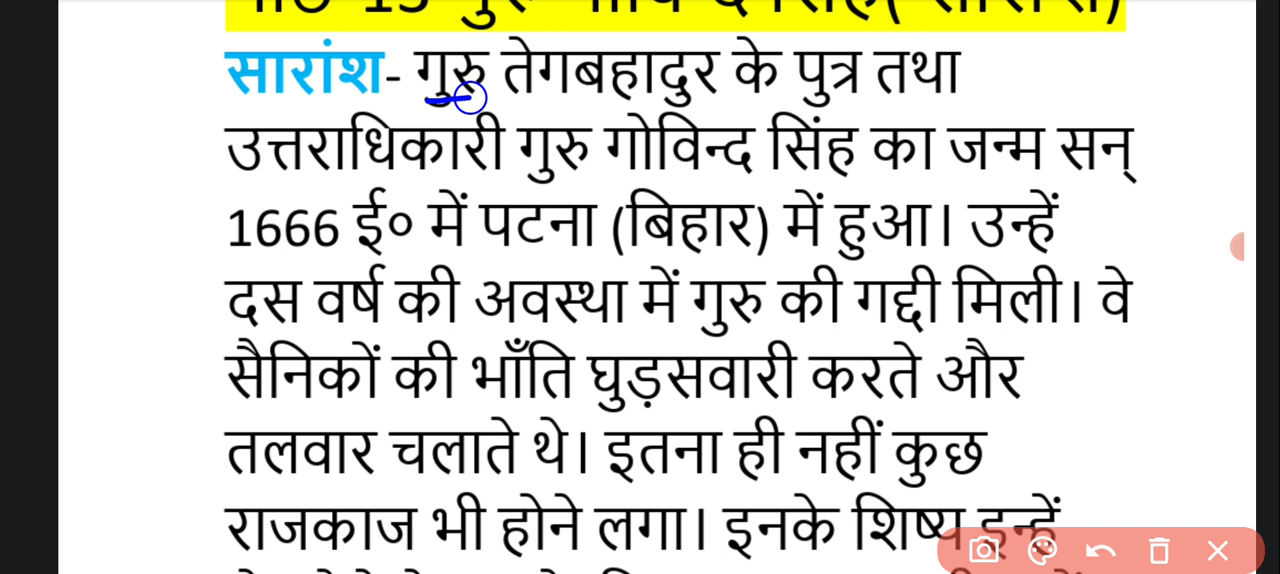 सारांश- गुरु तेगबहादुर के पुत्र तथा
उत्तराधिकारी गुरु गोविन्द सिंह का जन्म सन्
1666 ई० में पटना (बिहार) में हुआ। उन्हें
दस वर्ष की अवस्था में गुरु की गद्दी मिली। वे
सैनिकों की भाँति घुड़सवारी करते और
तलवार चलाते थे। इतना ही नहीं कुछ
राजकाज भी होने लगा। इनके शिष्य इन्हें